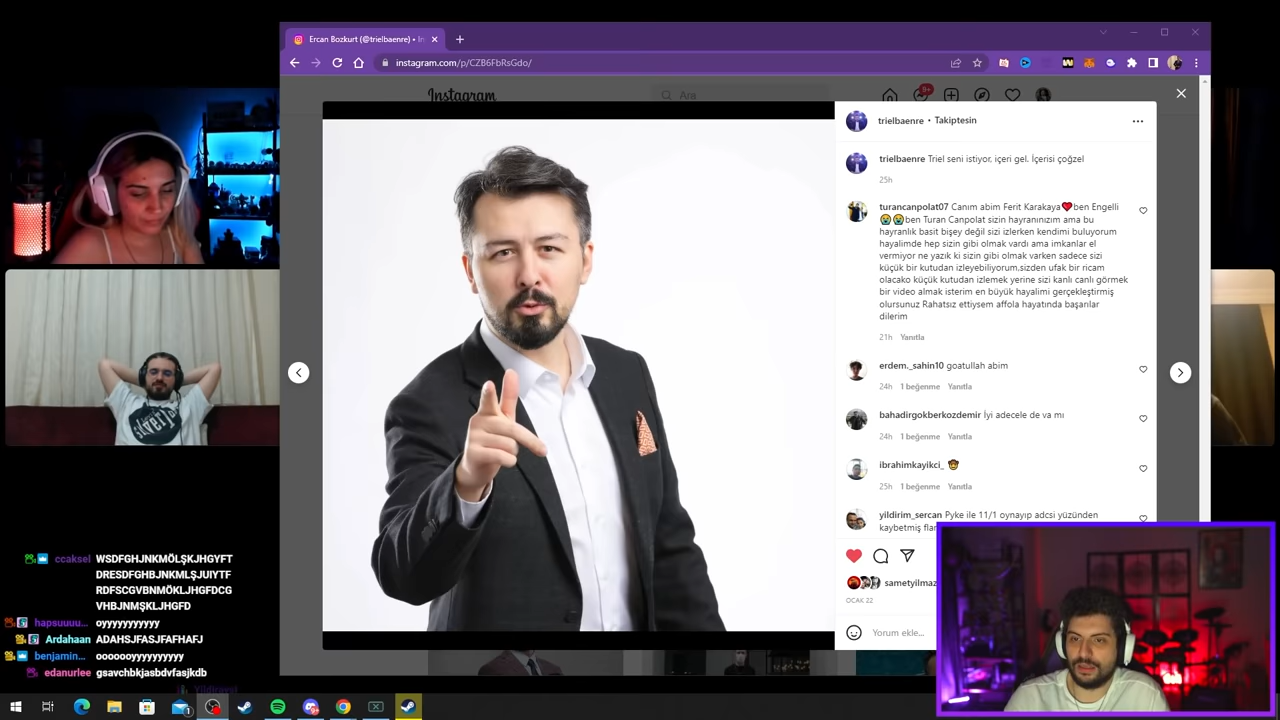 Ercan Bozkurt (@trielbaenre) • In
instagram.com/p/CZB6FbRsGdo/
Instagram
Ara
9+
trielbaenre • Takiptesin
trielbaenre Triel seni istiyor, içeri gel. İçerisi çoğzel
25h
turancanpolat07 Canım abim Ferit Karakaya❤️ben Engelli
😭😭ben Turan Canpolat sizin hayranınızım ama bu
hayranlık basit bişey değil sizi izlerken kendimi buluyorum
hayalimde hep sizin gibi olmak vardı ama imkanlar el
vermiyor ne yazık ki sizin gibi olmak varken sadece sizi
küçük bir kutudan izleyebiliyorum,sizden ufak bir ricam
olacako küçük kutudan izlemek yerine sizi kanlı canlı görmek
bir video almak isterim en büyük hayalimi gerçekleştirmiş
olursunuz Rahatsız ettiysem affola hayatında başarılar
dilerim
21h Yanıtla
erdem._sahin10 goatullah abim
24h 1 beğenme Yanıtla
bahadirgokberkozdemir İyi adecele de va mı
24h 1 beğenme Yanıtla
ibrahimkayikci_ 🤠
25h 1 beğenme Yanıtla
yildirim_sercan Pyke ile 11/1 oynayıp adcsi yüzünden
kaybetmiş
sametyilmaz
OCAK 22
Yorum ekle...
ccaksel WSDFGHJNKMÖLŞKJHGYFT
DRESDFGHBJNKMLŞJUIYTF
RDFSCGVBNMÖKLJHGFDCG
VHBJNMŞKLJHGFD
hapsuuuu... oyyyyyyyyyyy
Ardahaan ADAHSJFASJFAFHAFJ
benjamin... ooooooyyyyyyyyyy
edanurlee gsavchbkjasbdvfasjkdb